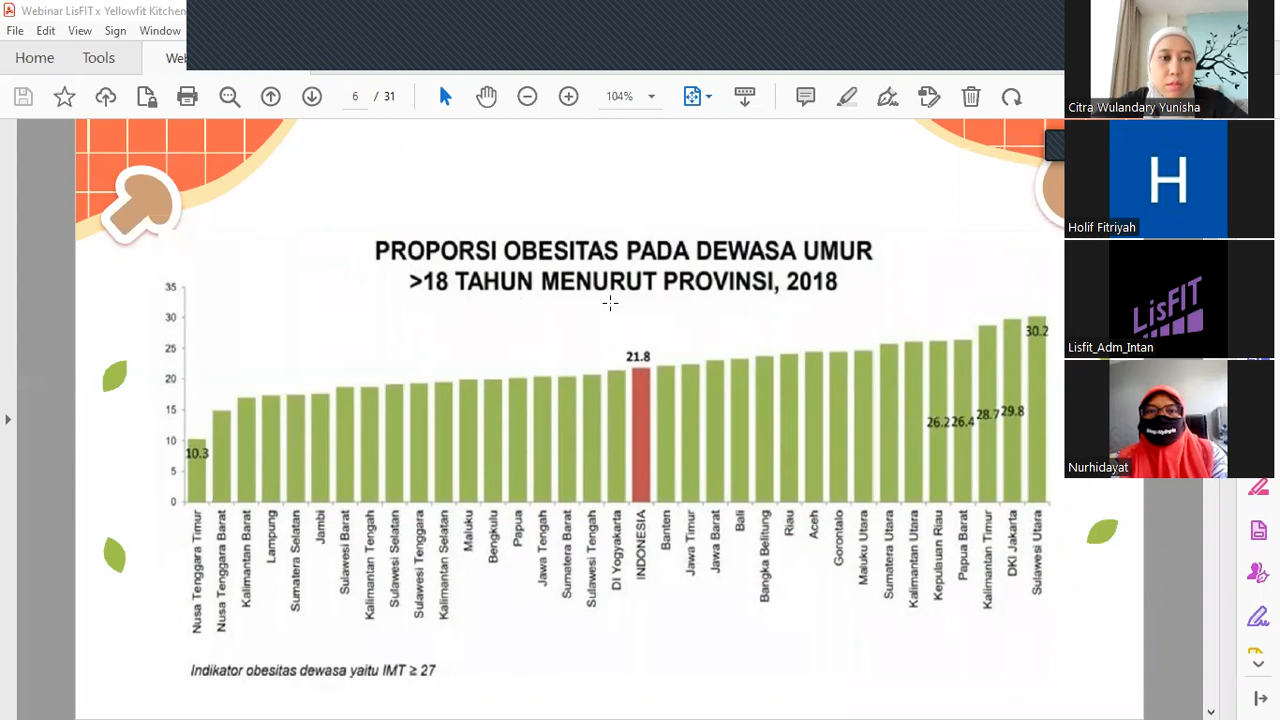 Webinar LisFIT x Yellowfit Kitchen
File Edit View Sign Window
Home Tools Web
6 / 31
104%
PROPORSI OBESITAS PADA DEWASA UMUR
>18 TAHUN MENURUT PROVINSI, 2018
35
30
25
20
15
10
5
0
10.3
21.8
26.2
26.4
28.7
29.8
30.2
Nusa Tenggara Timur
Nusa Tenggara Barat
Kalimantan Barat
Lampung
Sumatera Selatan
Jambi
Sulawesi Barat
Kalimantan Tengah
Sulawesi Selatan
Sulawesi Tenggara
Kalimantan Selatan
Maluku
Bengkulu
Papua
Jawa Tengah
Sumatera Barat
Sulawesi Tengah
DI Yogyakarta
INDONESIA
Banten
Jawa Timur
Jawa Barat
Bali
Bangka Belitung
Riau
Aceh
Gorontalo
Maluku Utara
Sumatera Utara
Kalimantan Utara
Kepulauan Riau
Papua Barat
Kalimantan Timur
DKI Jakarta
Sulawesi Utara
Indikator obesitas dewasa yaitu IMT ≥ 27
Citra Wulandary Yunisha
H
Holif Fitriyah
LisFIT
Lisfit_Adm_Intan
Nurhidayat